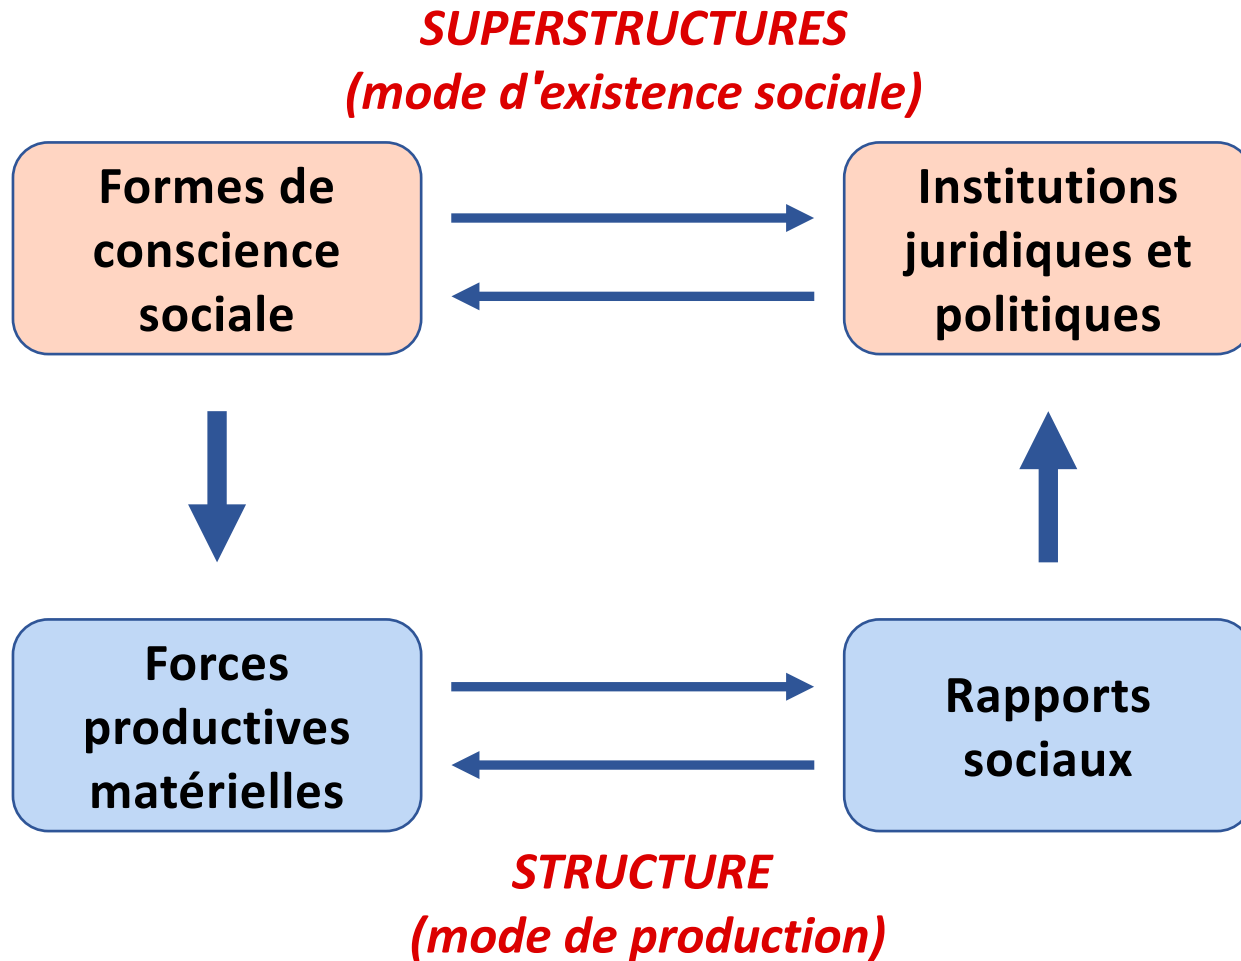 SUPERSTRUCTURES
(mode d'existence sociale)
Formes de
conscience
sociale
Institutions
juridiques et
politiques
Forces
productives
matérielles
Rapports
sociaux
STRUCTURE
(mode de production)